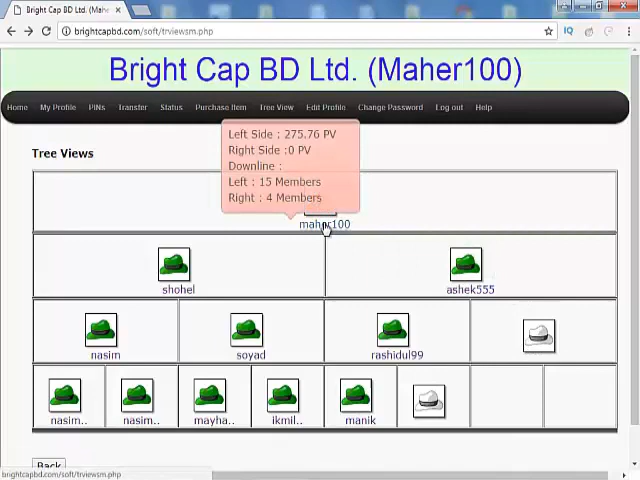 Bright Cap BD Ltd. (Mahe
brightcapbd.com/soft/trviewsm.php
IQ
Bright Cap BD Ltd. (Maher100)
Home My Profile PINs Transfer Status Purchase Item Tree View Edit Profile Change Password Log out Help
Left Side : 275.76 PV
Right Side :0 PV
Downline :
Left : 15 Members
Right : 4 Members
Tree Views
maher100
shohel ashek555
nasim soyad rashidul99
nasim.. nasim.. mayha.. ikmil.. manik
Back
brightcapbd.com/soft/trviewsm.php